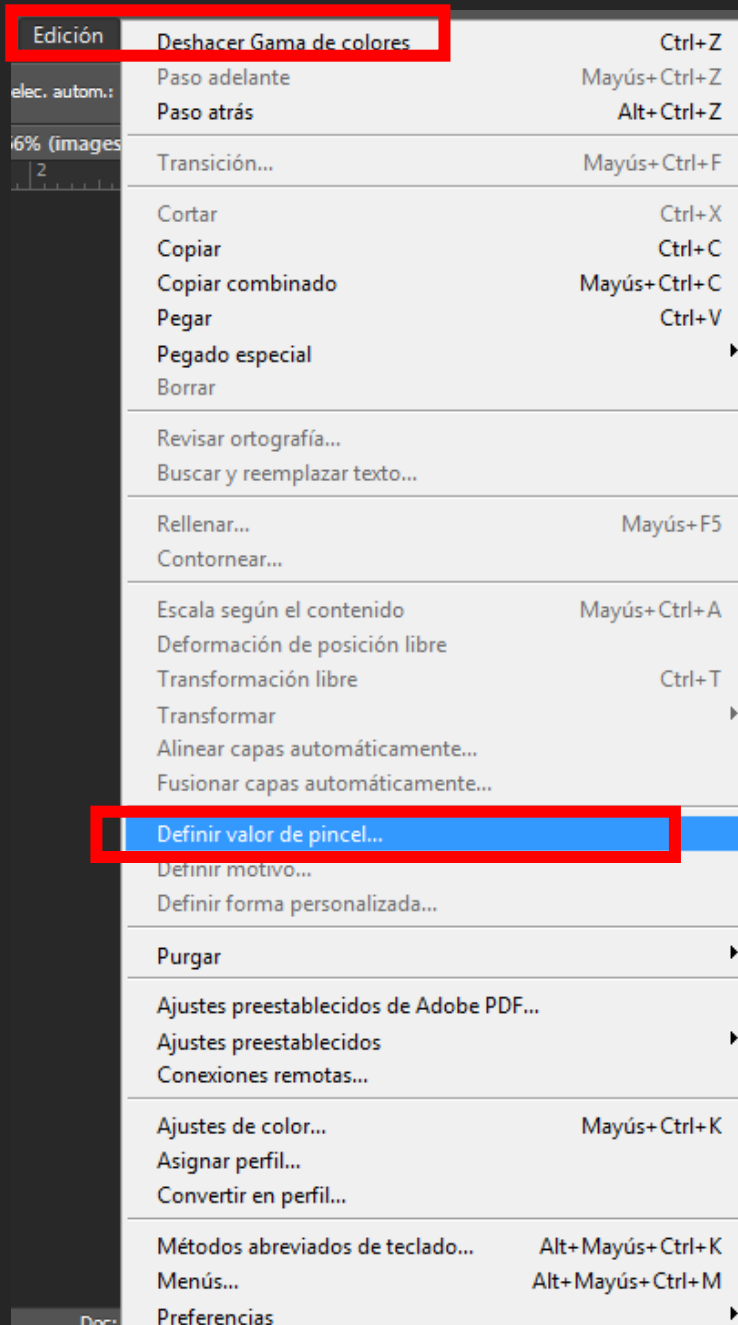 Edición
Deshacer Gama de colores Ctrl+Z
elec. autom.:
Paso adelante Mayús+Ctrl+Z
Paso atrás Alt+Ctrl+Z
6% (images
2
Transición... Mayús+Ctrl+F
Cortar Ctrl+X
Copiar Ctrl+C
Copiar combinado Mayús+Ctrl+C
Pegar Ctrl+V
Pegado especial
Borrar
Revisar ortografía...
Buscar y reemplazar texto...
Rellenar... Mayús+F5
Contornear...
Escala según el contenido Mayús+Ctrl+A
Deformación de posición libre
Transformación libre Ctrl+T
Transformar
Alinear capas automáticamente...
Fusionar capas automáticamente...
Definir valor de pincel...
Definir motivo...
Definir forma personalizada...
Purgar
Ajustes preestablecidos de Adobe PDF...
Ajustes preestablecidos
Conexiones remotas...
Ajustes de color... Mayús+Ctrl+K
Asignar perfil...
Convertir en perfil...
Métodos abreviados de teclado... Alt+Mayús+Ctrl+K
Menús... Alt+Mayús+Ctrl+M
Preferencias
Doc: